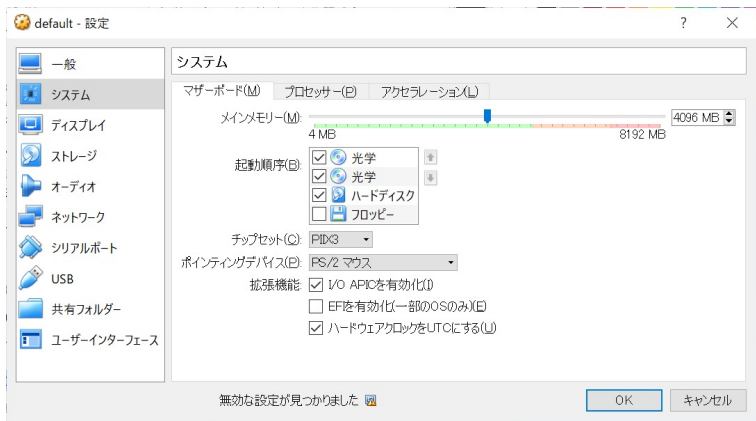 default - 設定
一般
システム
ディスプレイ
ストレージ
オーディオ
ネットワーク
シリアルポート
USB
共有フォルダー
ユーザーインターフェース
システム
マザーボード(M) プロセッサー(P) アクセラレーション(L)
メインメモリー(M): 4096 MB
4 MB 8192 MB
起動順序(B): 光学
光学
ハードディスク
フロッピー
チップセット(C): PIIX3
ポインティングデバイス(P): PS/2 マウス
拡張機能: I/O APICを有効化(I)
EFIを有効化(一部のOSのみ)(E)
ハードウェアクロックをUTCにする(U)
無効な設定が見つかりました OK キャンセル